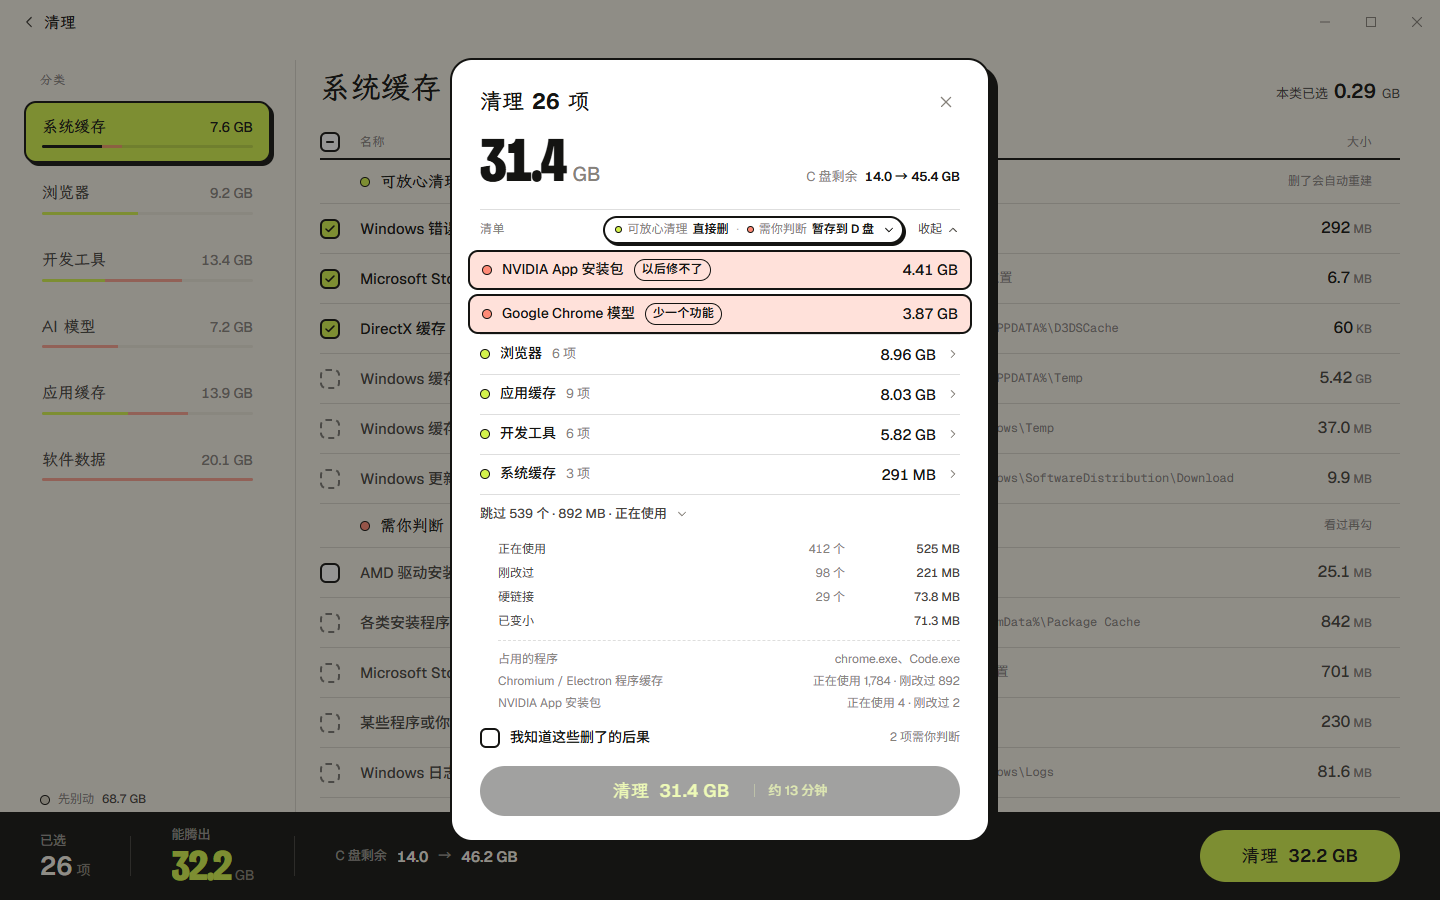 清理
分类
系统缓存 7.6 GB
浏览器 9.2 GB
开发工具 13.4 GB
AI 模型 7.2 GB
应用缓存 13.9 GB
软件数据 20.1 GB
先别动 68.7 GB
系统缓存
本类已选 0.29 GB
名称
大小
可放心清理
删了会自动重建
Windows 错误
292 MB
Microsoft Sto
置
6.7 MB
DirectX 缓存
PPDATA%\D3DSCache
60 KB
Windows 缓存
PPDATA%\Temp
5.42 GB
Windows 缓存
ows\Temp
37.0 MB
Windows 更新
ows\SoftwareDistribution\Download
9.9 MB
需你判断
看过再勾
AMD 驱动安装
25.1 MB
各类安装程序
mData%\Package Cache
842 MB
Microsoft Sto
置
701 MB
某些程序或你
230 MB
Windows 日志
ows\Logs
81.6 MB
清理 26 项
31.4 GB
C 盘剩余 14.0 → 45.4 GB
清单
可放心清理 直接删 · 需你判断 暂存到 D 盘
收起
NVIDIA App 安装包 以后修不了 4.41 GB
Google Chrome 模型 少一个功能 3.87 GB
浏览器 6 项 8.96 GB
应用缓存 9 项 8.03 GB
开发工具 6 项 5.82 GB
系统缓存 3 项 291 MB
跳过 539 个 · 892 MB · 正在使用
正在使用 412 个 525 MB
刚改过 98 个 221 MB
硬链接 29 个 73.8 MB
已变小 71.3 MB
占用的程序 chrome.exe、Code.exe
Chromium / Electron 程序缓存 正在使用 1,784 · 刚改过 892
NVIDIA App 安装包 正在使用 4 · 刚改过 2
我知道这些删了的后果 2 项需你判断
清理 31.4 GB 约 13 分钟
已选
26 项
能腾出
32.2 GB
C 盘剩余 14.0 → 46.2 GB
清理 32.2 GB